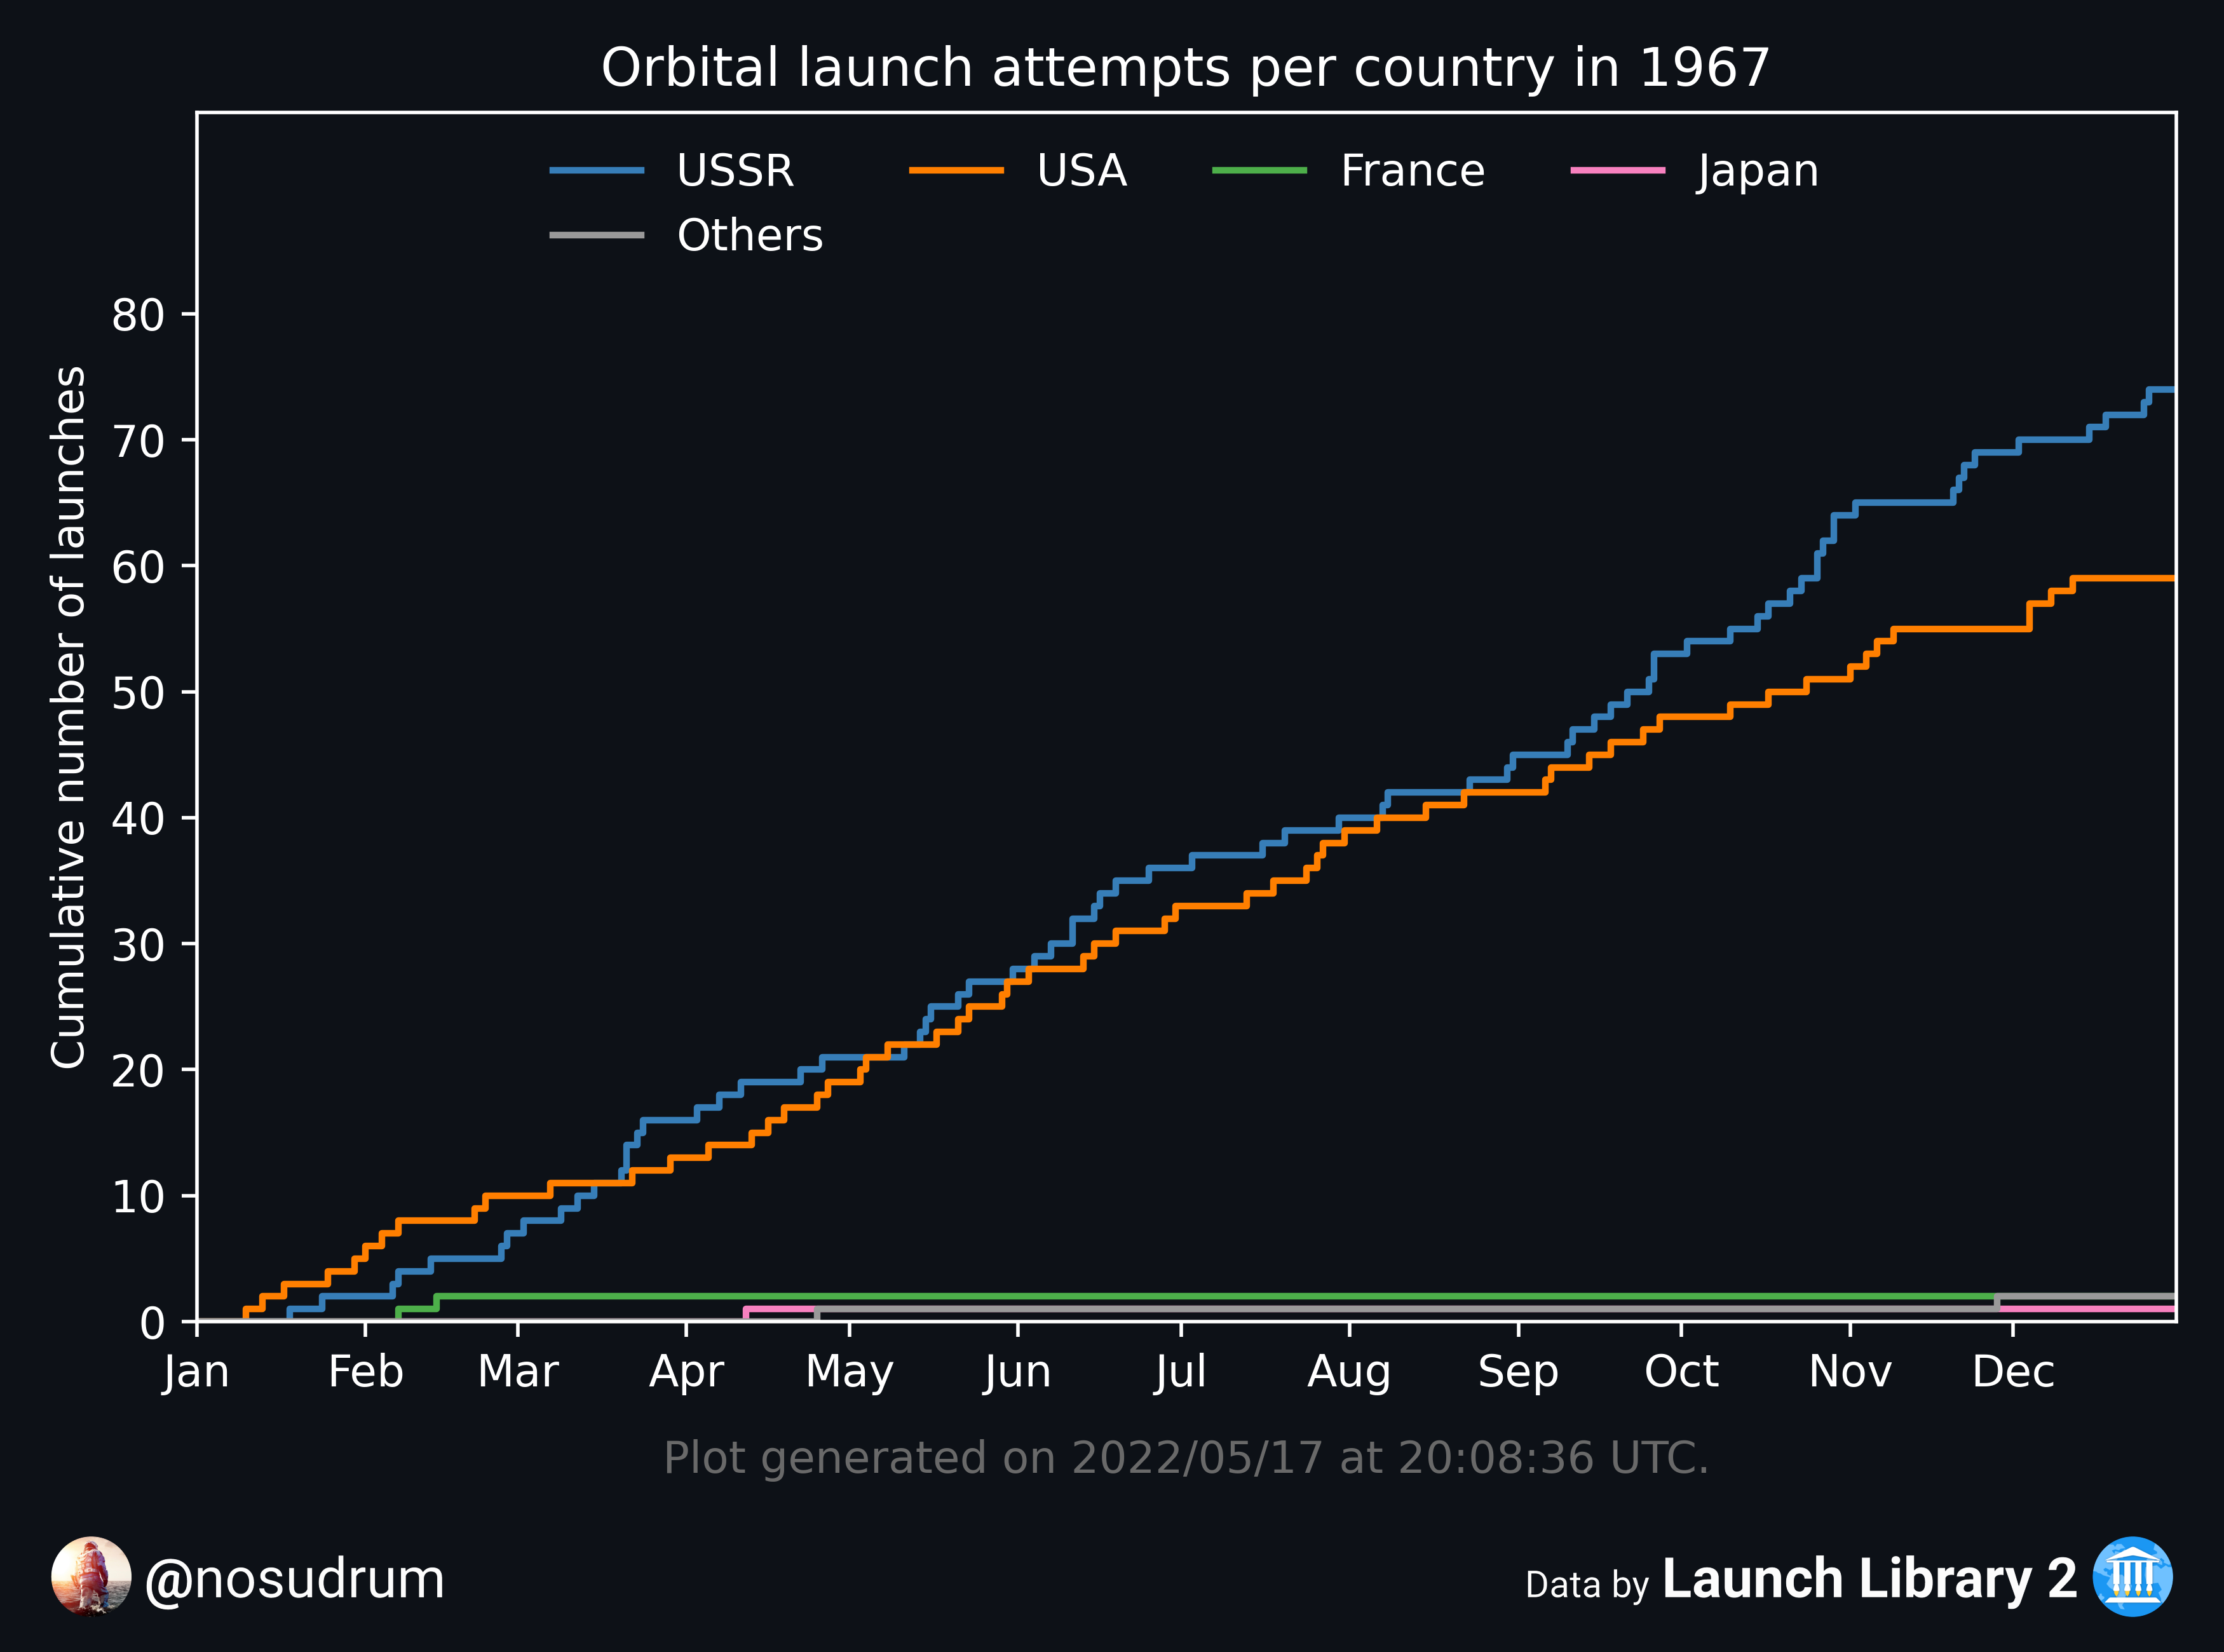 Orbital launch attempts per country in 1967
USSR USA France Japan
Others
Cumulative number of launches
80
70
60
50
40
30
20
10
0
Jan Feb Mar Apr May Jun Jul Aug Sep Oct Nov Dec
Plot generated on 2022/05/17 at 20:08:36 UTC.
@nosudrum
Data by Launch Library 2